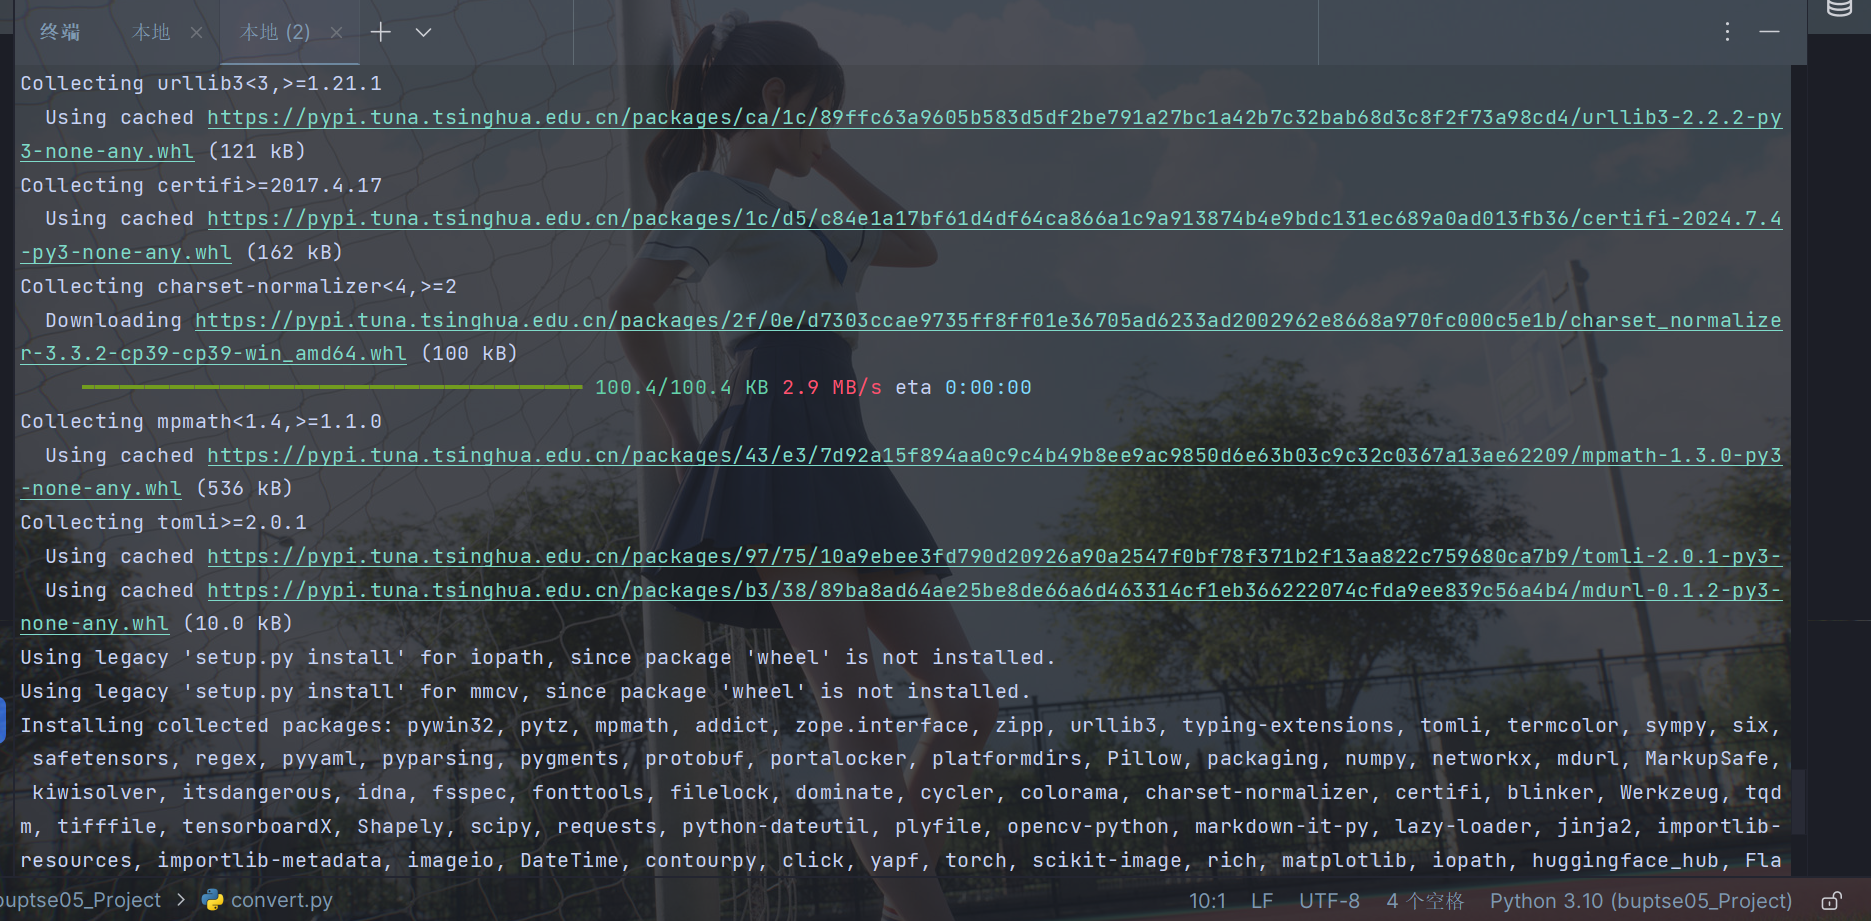 终端 本地 本地 (2)
Collecting urllib3<3,>=1.21.1
Using cached https://pypi.tuna.tsinghua.edu.cn/packages/ca/1c/89ffc63a9605b583d5df2be791a27bc1a42b7c32bab68d3c8f2f73a98cd4/urllib3-2.2.2-py
3-none-any.whl (121 kB)
Collecting certifi>=2017.4.17
Using cached https://pypi.tuna.tsinghua.edu.cn/packages/1c/d5/c84e1a17bf61d4df64ca866a1c9a913874b4e9bdc131ec689a0ad013fb36/certifi-2024.7.4
-py3-none-any.whl (162 kB)
Collecting charset-normalizer<4,>=2
Downloading https://pypi.tuna.tsinghua.edu.cn/packages/2f/0e/d7303ccae9735ff8ff01e36705ad6233ad2002962e8668a970fc000c5e1b/charset_normalize
r-3.3.2-cp39-cp39-win_amd64.whl (100 kB)
100.4/100.4 KB 2.9 MB/s eta 0:00:00
Collecting mpmath<1.4,>=1.1.0
Using cached https://pypi.tuna.tsinghua.edu.cn/packages/43/e3/7d92a15f894aa0c9c4b49b8ee9ac9850d6e63b03c9c32c0367a13ae62209/mpmath-1.3.0-py3
-none-any.whl (536 kB)
Collecting tomli>=2.0.1
Using cached https://pypi.tuna.tsinghua.edu.cn/packages/97/75/10a9ebee3fd790d20926a90a2547f0bf78f371b2f13aa822c759680ca7b9/tomli-2.0.1-py3-
Using cached https://pypi.tuna.tsinghua.edu.cn/packages/b3/38/89ba8ad64ae25be8de66a6d463314cf1eb366222074cfda9ee839c56a4b4/mdurl-0.1.2-py3-
none-any.whl (10.0 kB)
Using legacy 'setup.py install' for iopath, since package 'wheel' is not installed.
Using legacy 'setup.py install' for mmcv, since package 'wheel' is not installed.
Installing collected packages: pywin32, pytz, mpmath, addict, zope.interface, zipp, urllib3, typing-extensions, tomli, termcolor, sympy, six,
safetensors, regex, pyyaml, pyparsing, pygments, protobuf, portalocker, platformdirs, Pillow, packaging, numpy, networkx, mdurl, MarkupSafe,
kiwisolver, itsdangerous, idna, fsspec, fonttools, filelock, dominate, cycler, colorama, charset-normalizer, certifi, blinker, Werkzeug, tqd
m, tifffile, tensorboardX, Shapely, scipy, requests, python-dateutil, plyfile, opencv-python, markdown-it-py, lazy-loader, jinja2, importlib-
resources, importlib-metadata, imageio, DateTime, contourpy, click, yapf, torch, scikit-image, rich, matplotlib, iopath, huggingface_hub, Fla
buptse05_Project > convert.py 10:1 LF UTF-8 4 个空格 Python 3.10 (buptse05_Project)